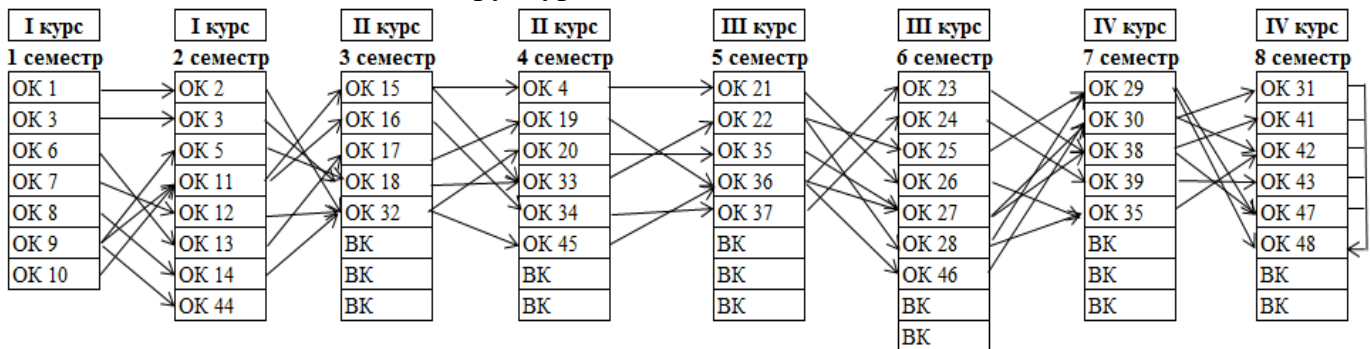 I курс
1 семестр
ОК 1
ОК 3
ОК 6
ОК 7
ОК 8
ОК 9
ОК 10
I курс
2 семестр
ОК 2
ОК 3
ОК 5
ОК 11
ОК 12
ОК 13
ОК 14
ОК 44
II курс
3 семестр
ОК 15
ОК 16
ОК 17
ОК 18
ОК 32
ВК
ВК
ВК
II курс
4 семестр
ОК 4
ОК 19
ОК 20
ОК 33
ОК 34
ОК 45
ВК
ВК
III курс
5 семестр
ОК 21
ОК 22
ОК 35
ОК 36
ОК 37
ВК
ВК
ВК
III курс
6 семестр
ОК 23
ОК 24
ОК 25
ОК 26
ОК 27
ОК 28
ОК 46
ВК
ВК
IV курс
7 семестр
ОК 29
ОК 30
ОК 38
ОК 39
ОК 35
ВК
ВК
ВК
IV курс
8 семестр
ОК 31
ОК 41
ОК 42
ОК 43
ОК 47
ОК 48
ВК
ВК